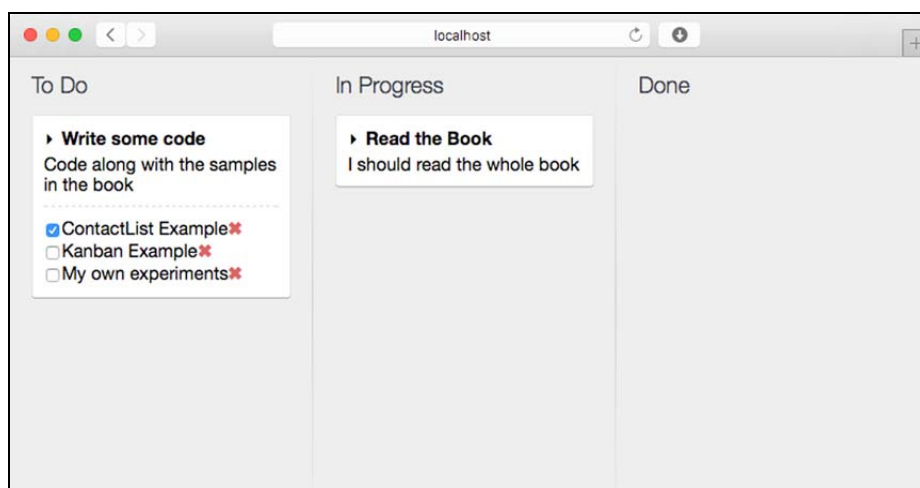 localhost
To Do
Write some code
Code along with the samples
in the book
ContactList Example
Kanban Example
My own experiments
In Progress
Read the Book
I should read the whole book
Done